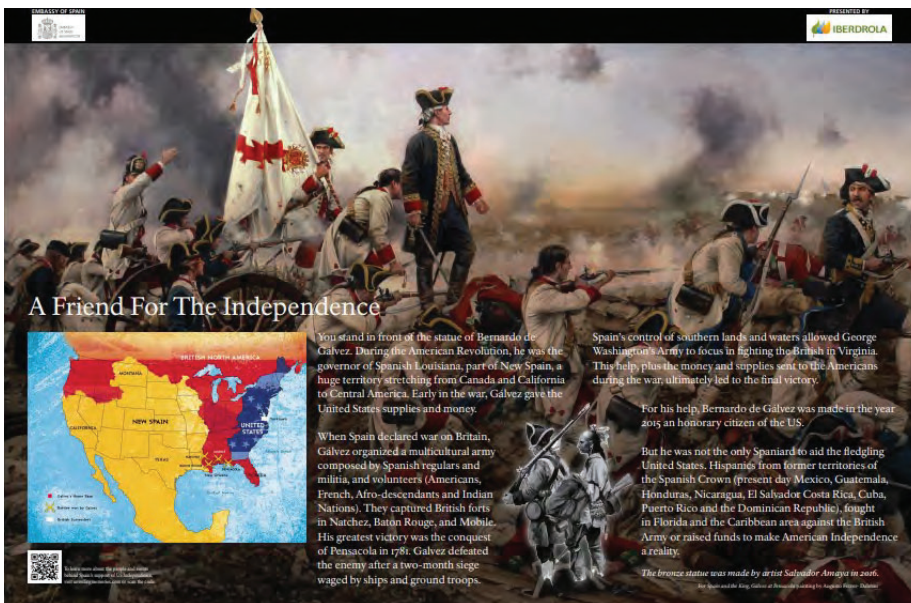 EMBASSY OF SPAIN
PRESENTED BY
IBERDROLA
A Friend For The Independence
BRITISH NORTH AMERICA
MONTANA
NEW SPAIN
CALIFORNIA
UNITED
STATES
TEXAS
You stand in front of the statue of Bernardo de
Gálvez. During the American Revolution, he was the
governor of Spanish Louisiana, part of New Spain, a
huge territory stretching from Canada and California
to Central America. Early in the war, Gálvez gave the
United States supplies and money.
When Spain declared war on Britain,
Gálvez organized a multicultural army
composed by Spanish regulars and
militia, and volunteers (Americans,
French, Afro-descendants and Indian
Nations). They captured British forts
in Natchez, Baton Rouge, and Mobile.
His greatest victory was the conquest
of Pensacola in 1781. Galvez defeated
the enemy after a two-month siege
waged by ships and ground troops.
Spain's control of southern lands and waters allowed George
Washington's Army to focus in fighting the British in Virginia.
This help, plus the money and supplies sent to the Americans
during the war, ultimately led to the final victory.
For his help, Bernardo de Gálvez was made in the year
2015 an honorary citizen of the US.
But he was not the only Spaniard to aid the fledgling
United States. Hispanics from former territories of
the Spanish Crown (present day Mexico, Guatemala,
Honduras, Nicaragua, El Salvador Costa Rica, Cuba,
Puerto Rico and the Dominican Republic), fought
in Florida and the Caribbean area against the British
Army or raised funds to make American Independence
a reality.
The bronze statue was made by artist Salvador Amaya in 2016.